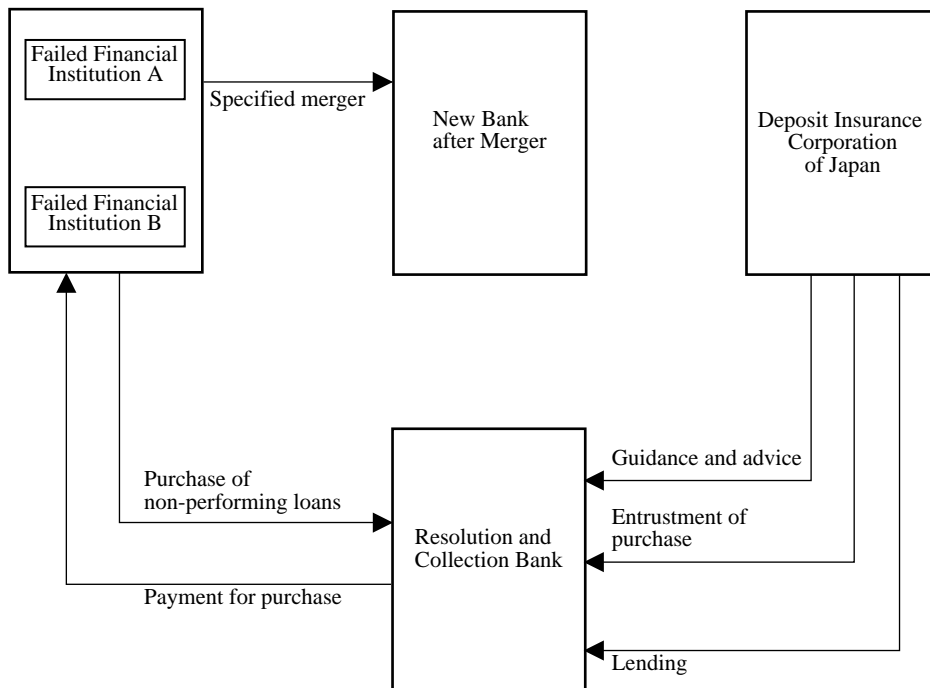 Failed Financial
Institution A
Specified merger
Failed Financial
Institution B
New Bank
after Merger
Deposit Insurance
Corporation
of Japan
Purchase of
non-performing loans
Payment for purchase
Resolution and
Collection Bank
Guidance and advice
Entrustment of
purchase
Lending